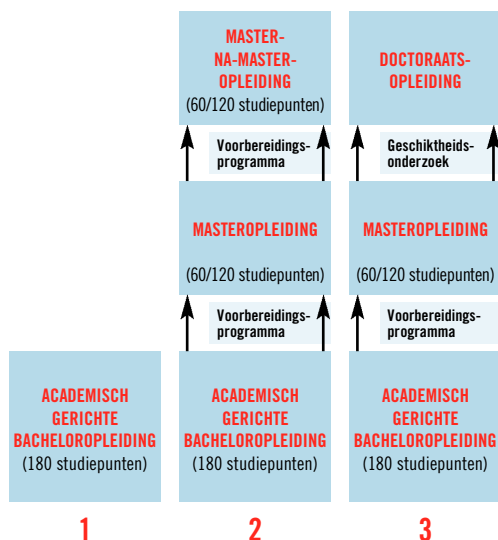 MASTER-
NA-MASTER-
OPLEIDING
(60/120 studiepunten)
DOCTORAATS-
OPLEIDING
Voorbereidings-
programma
Geschiktheids-
onderzoek
MASTEROPLEIDING
(60/120 studiepunten)
MASTEROPLEIDING
(60/120 studiepunten)
Voorbereidings-
programma
Voorbereidings-
programma
ACADEMISCH
GERICHTE
BACHELOROPLEIDING
(180 studiepunten)
ACADEMISCH
GERICHTE
BACHELOROPLEIDING
(180 studiepunten)
ACADEMISCH
GERICHTE
BACHELOROPLEIDING
(180 studiepunten)
1
2
3